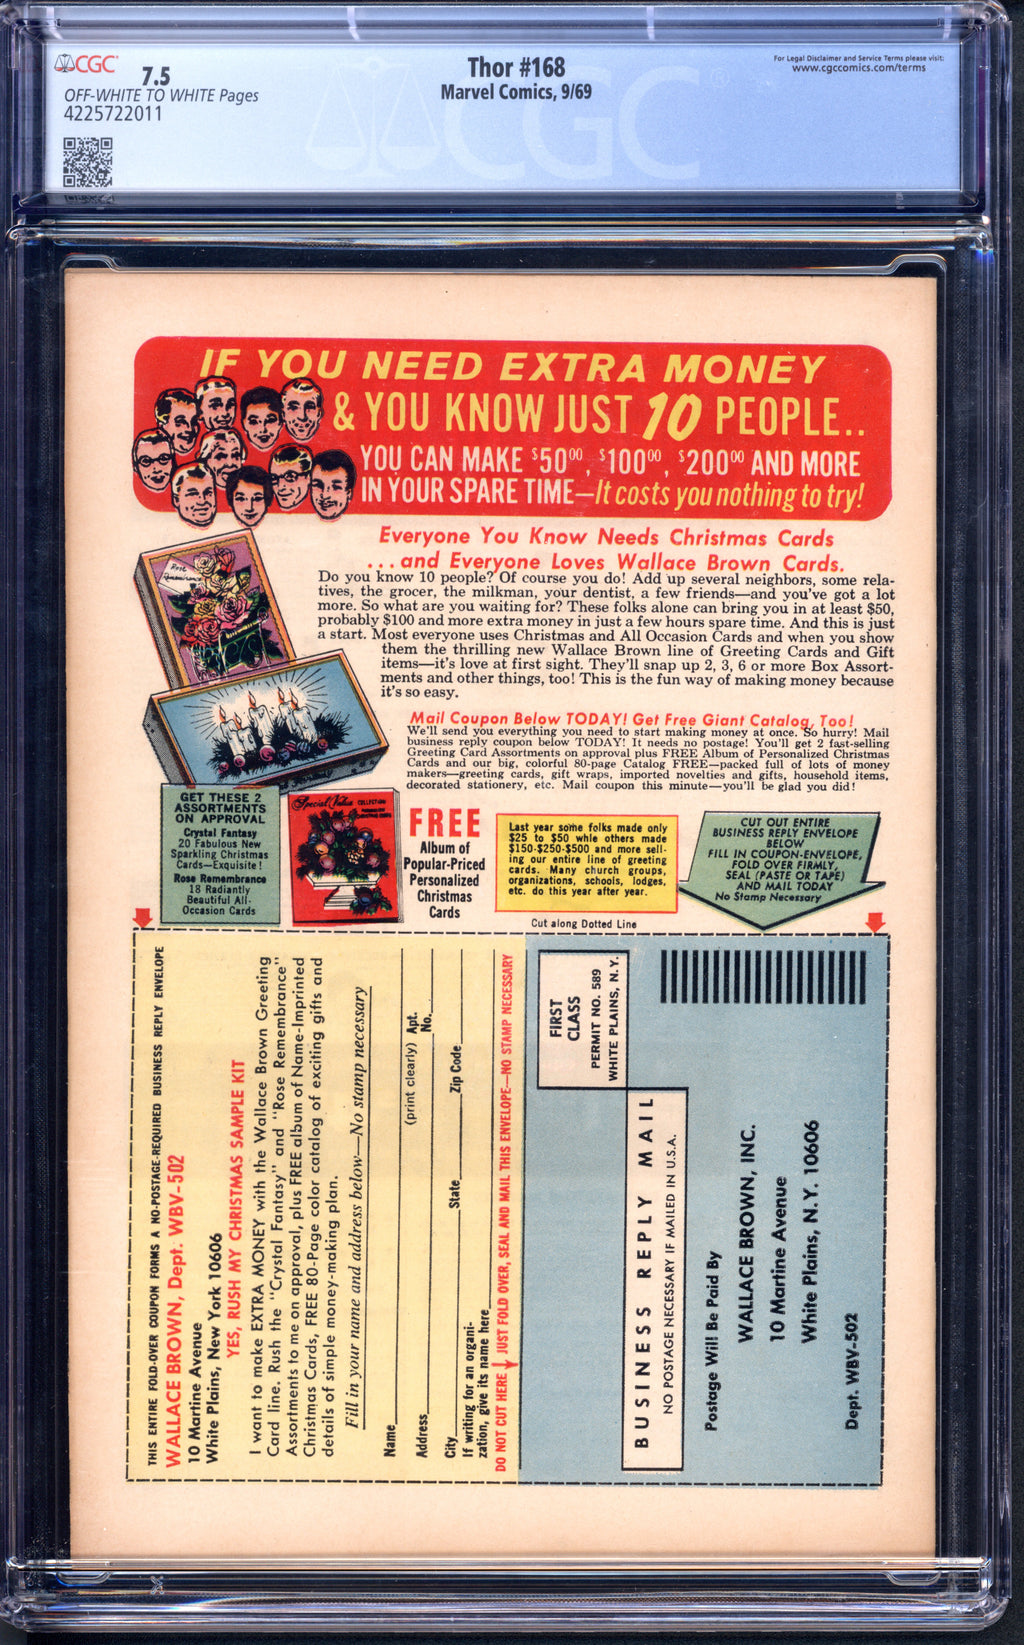 CGC
7.5
OFF-WHITE TO WHITE Pages
4225722011
Thor #168
Marvel Comics, 9/69
For Legal Disclaimer and Service Terms please visit:
www.cgccomics.com/terms
CGC
IF YOU NEED EXTRA MONEY
& YOU KNOW JUST 10 PEOPLE..
YOU CAN MAKE $50⁰⁰, $100⁰⁰, $200⁰⁰ AND MORE
IN YOUR SPARE TIME—It costs you nothing to try!
Everyone You Know Needs Christmas Cards
...and Everyone Loves Wallace Brown Cards.
Do you know 10 people? Of course you do! Add up several neighbors, some rela-
tives, the grocer, the milkman, your dentist, a few friends—and you've got a lot
more. So what are you waiting for? These folks alone can bring you in at least $50,
probably $100 and more extra money in just a few hours spare time. And this is just
a start. Most everyone uses Christmas and All Occasion Cards and when you show
them the thrilling new Wallace Brown line of Greeting Cards and Gift
items—it's love at first sight. They'll snap up 2, 3, 6 or more Box Assort-
ments and other things, too! This is the fun way of making money because
it's so easy.
Mail Coupon Below TODAY! Get Free Giant Catalog, Too!
We'll send you everything you need to start making money at once. So hurry! Mail
business reply coupon below TODAY! It needs no postage! You'll get 2 fast-selling
Greeting Card Assortments on approval plus FREE Album of Personalized Christmas
Cards and our big, colorful 80-page Catalog FREE—packed full of lots of money
makers—greeting cards, gift wraps, imported novelties and gifts, household items,
decorated stationery, etc. Mail coupon this minute—you'll be glad you did!
Rose
GET THESE 2
ASSORTMENTS
ON APPROVAL
Crystal Fantasy
20 Fabulous New
Sparkling Christmas
Cards—Exquisite!
Rose Remembrance
18 Radiantly
Beautiful All-
Occasion Cards
Special Value COLLECTION
FREE
Album of
Popular-Priced
Personalized
Christmas
Cards
Last year some folks made only
$25 to $50 whle others made
$150-$250-$500 and more sell-
ing our entire line of greeting
cards. Many church groups,
organizations, schools, lodges,
etc. do this year after year.
CUT OUT ENTIRE
BUSINESS REPLY ENVELOPE
BELOW
FILL IN COUPON-ENVELOPE,
FOLD OVER FIRMLY,
SEAL (PASTE OR TAPE)
AND MAIL TODAY
No Stamp Necessary
Cut along Dotted Line
THIS ENTIRE FOLD-OVER COUPON FORMS A NO-POSTAGE-REQUIRED BUSINESS REPLY ENVELOPE
WALLACE BROWN, Dept. WBV-502
10 Martine Avenue
White Plains, New York 10606
YES, RUSH MY CHRISTMAS SAMPLE KIT
I want to make EXTRA MONEY with the Wallace Brown Greeting
Card line. Rush the "Crystal Fantasy" and "Rose Remembrance"
Assortments to me on approval, plus FREE album of Name-Imprinted
Christmas Cards, FREE 80-Page color catalog of exciting gifts and
details of simple money-making plan.
Fill in your name and address below—No stamp necessary
Name
(print clearly)
Address Apt. No.
City State Zip Code
If writing for an organi-
zation, give its name here
DO NOT CUT HERE JUST FOLD OVER, SEAL AND MAIL THIS ENVELOPE—NO STAMP NECESSARY
FIRST
CLASS
PERMIT NO. 589
WHITE PLAINS, N.Y.
BUSINESS REPLY MAIL
NO POSTAGE NECESSARY IF MAILED IN U.S.A.
Postage Will Be Paid By
WALLACE BROWN, INC.
10 Martine Avenue
White Plains, N.Y. 10606
Dept. WBV-502